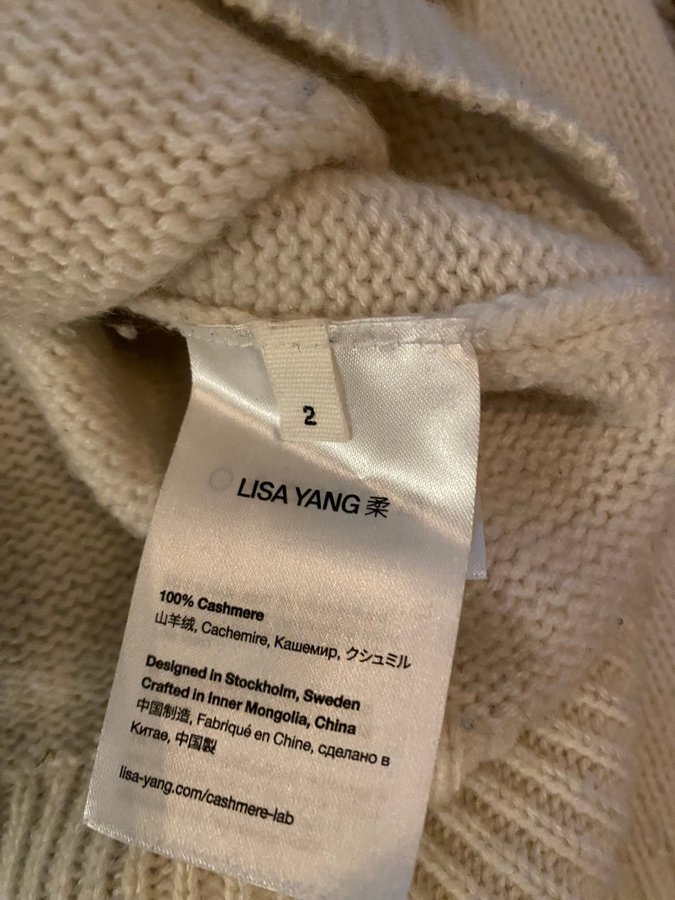 2
LISA YANG 柔
100% Cashmere
山羊绒, Cachemire, Кашемир, クシュミル
Designed in Stockholm, Sweden
Crafted in Inner Mongolia, China
中国制造, Fabriqué en Chine, сделано в
Китае, 中国製
lisa-yang.com/cashmere-lab